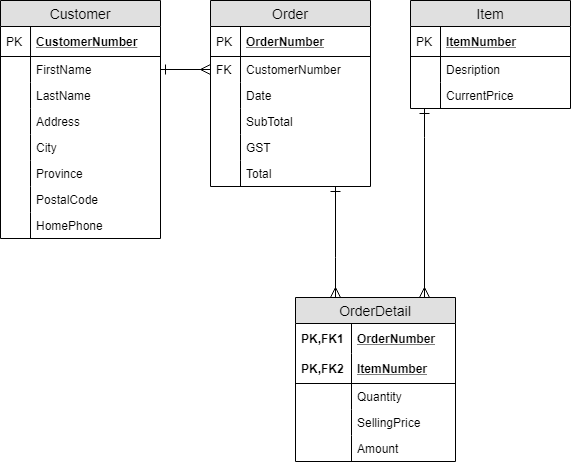 Customer
PK CustomerNumber
FirstName
LastName
Address
City
Province
PostalCode
HomePhone
Order
PK OrderNumber
FK CustomerNumber
Date
SubTotal
GST
Total
Item
PK ItemNumber
Desription
CurrentPrice
OrderDetail
PK,FK1 OrderNumber
PK,FK2 ItemNumber
Quantity
SellingPrice
Amount